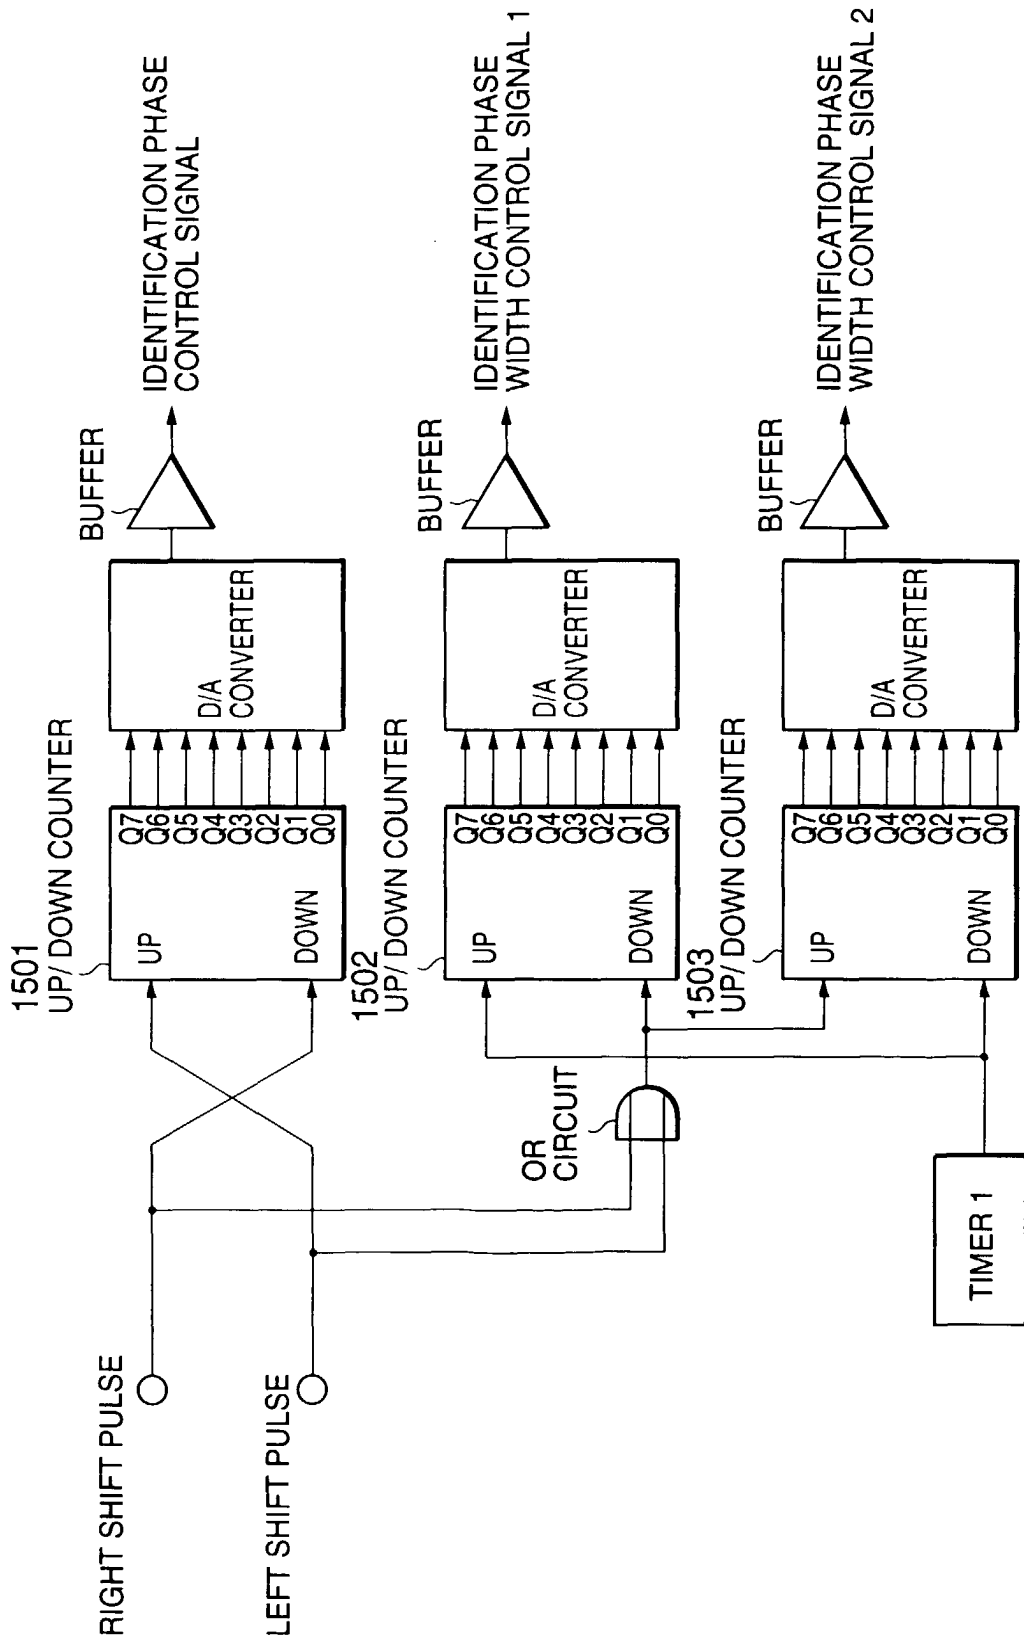 RIGHT SHIFT PULSE
LEFT SHIFT PULSE
1501
UP/ DOWN COUNTER
UP
DOWN
Q7
Q6
Q5
Q4
Q3
Q2
Q1
Q0
D/A
CONVERTER
BUFFER
IDENTIFICATION PHASE
CONTROL SIGNAL
OR
CIRCUIT
1502
UP/ DOWN COUNTER
UP
DOWN
Q7
Q6
Q5
Q4
Q3
Q2
Q1
Q0
D/A
CONVERTER
BUFFER
IDENTIFICATION PHASE
WIDTH CONTROL SIGNAL 1
TIMER 1
1503
UP/ DOWN COUNTER
UP
DOWN
Q7
Q6
Q5
Q4
Q3
Q2
Q1
Q0
D/A
CONVERTER
BUFFER
IDENTIFICATION PHASE
WIDTH CONTROL SIGNAL 2